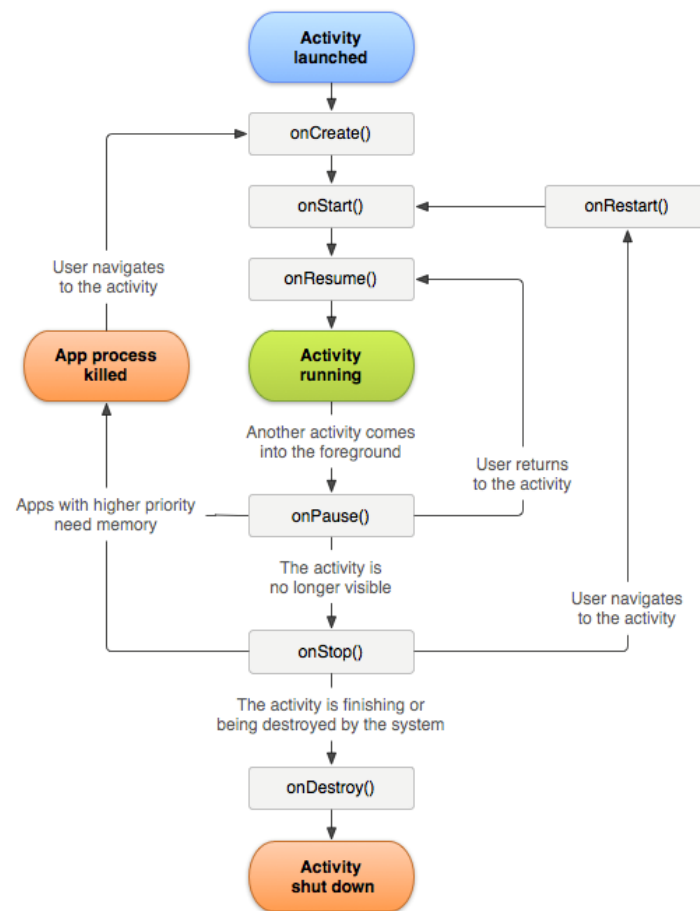 Activity
launched
onCreate()
onStart()
onRestart()
User navigates
to the activity
onResume()
App process
killed
Activity
running
Another activity comes
into the foreground
User returns
to the activity
Apps with higher priority
need memory
onPause()
The activity is
no longer visible
User navigates
to the activity
onStop()
The activity is finishing or
being destroyed by the system
onDestroy()
Activity
shut down